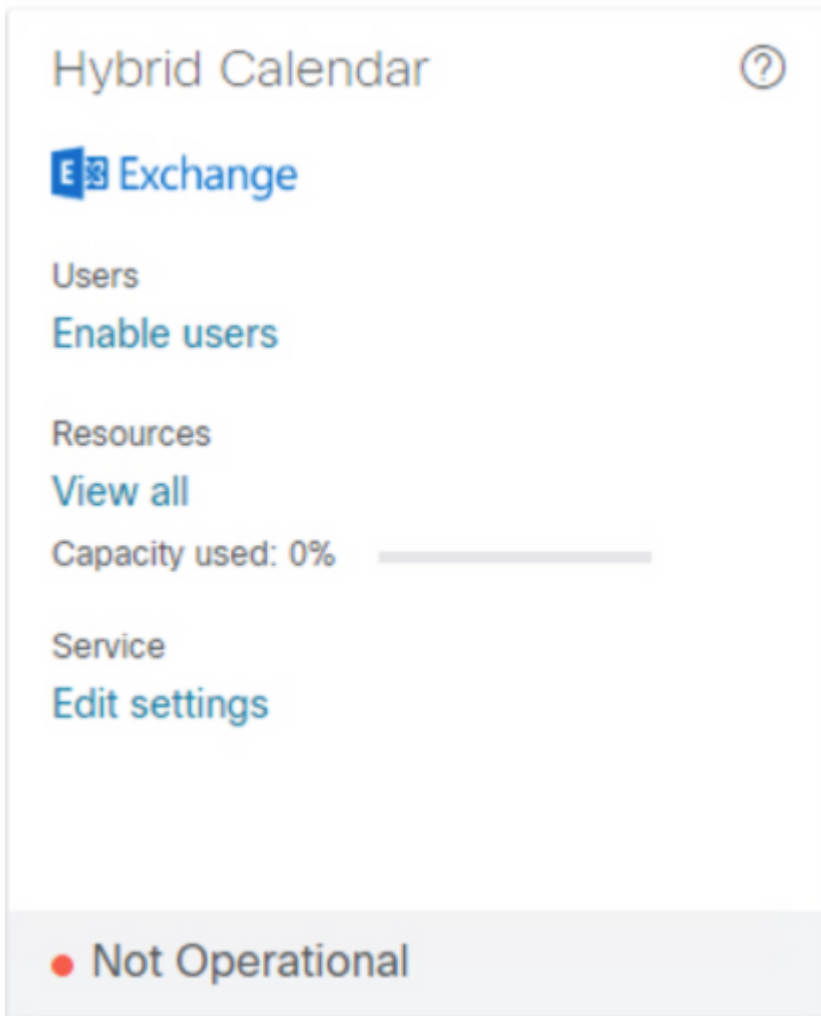 Hybrid Calendar
Exchange
Users
Enable users
Resources
View all
Capacity used: 0%
Service
Edit settings
Not Operational